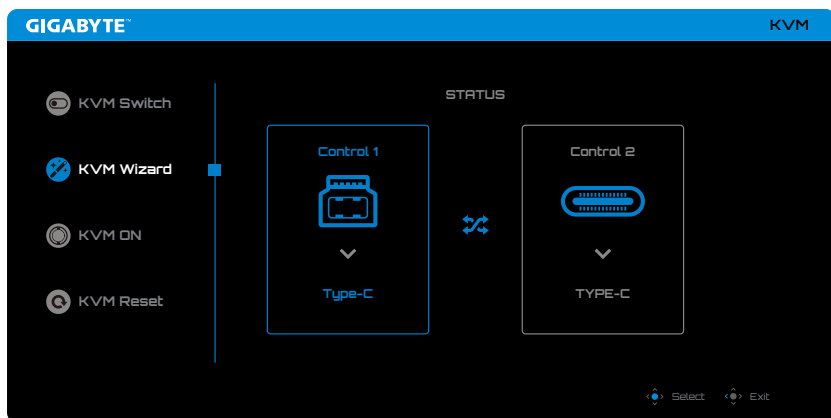 GIGABYTE™
KVM
KVM Switch
KVM Wizard
KVM ON
KVM Reset
STATUS
Control 1
Type-C
Control 2
TYPE-C
Select
Exit